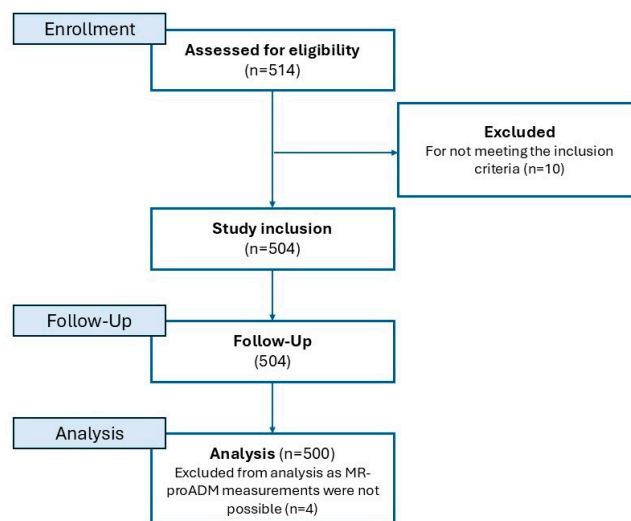 Enrollment
Assessed for eligibility
(n=514)
Excluded
For not meeting the inclusion
criteria (n=10)
Study inclusion
(n=504)
Follow-Up
Follow-Up
(504)
Analysis
Analysis (n=500)
Excluded from analysis as MR-
proADM measurements were not
possible (n=4)